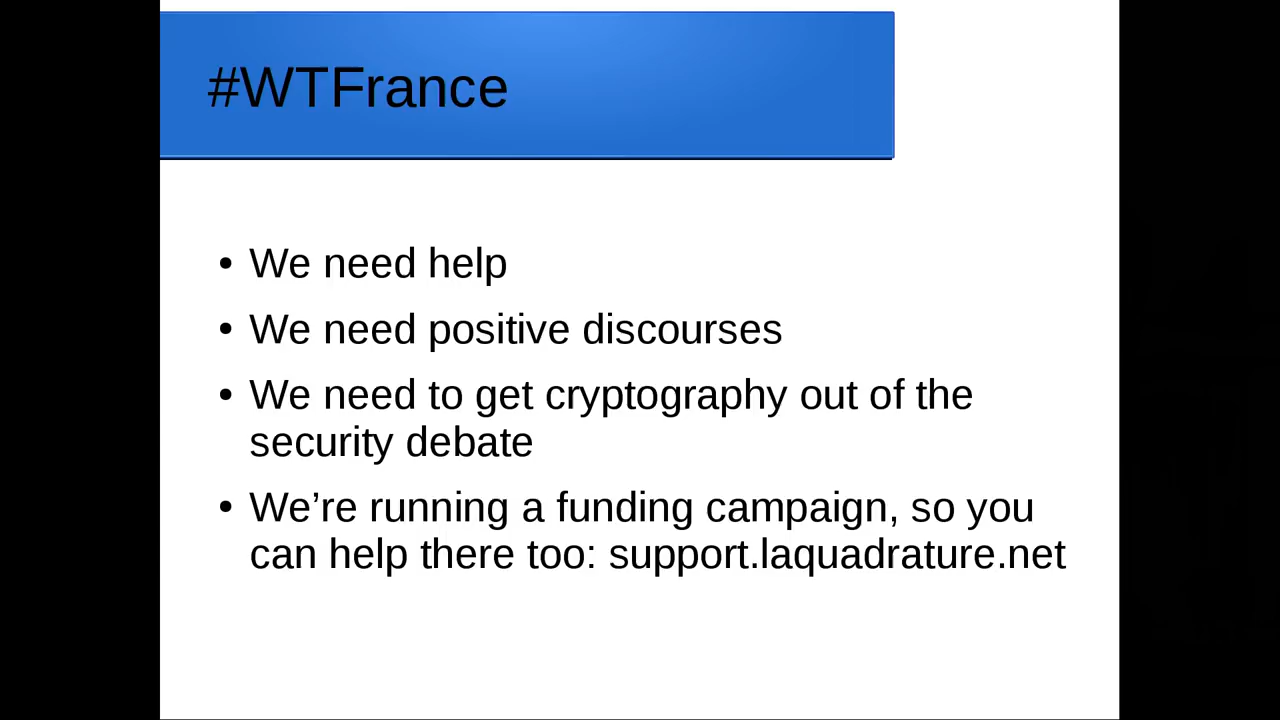 #WTFrance
• We need help
• We need positive discourses
• We need to get cryptography out of the
security debate
• We’re running a funding campaign, so you
can help there too: support.laquadrature.net